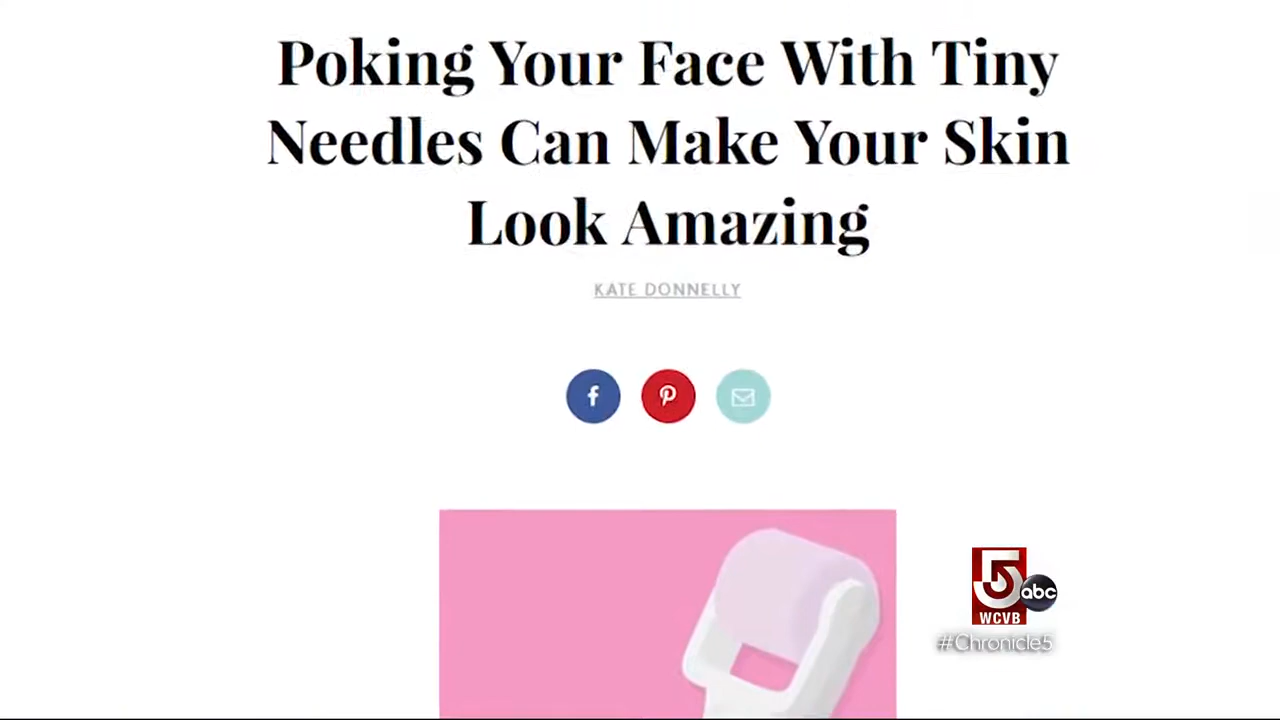 Poking Your Face With Tiny
Needles Can Make Your Skin
Look Amazing
KATE DONNELLY
f
5
abc
WCVB
#Chronicle5